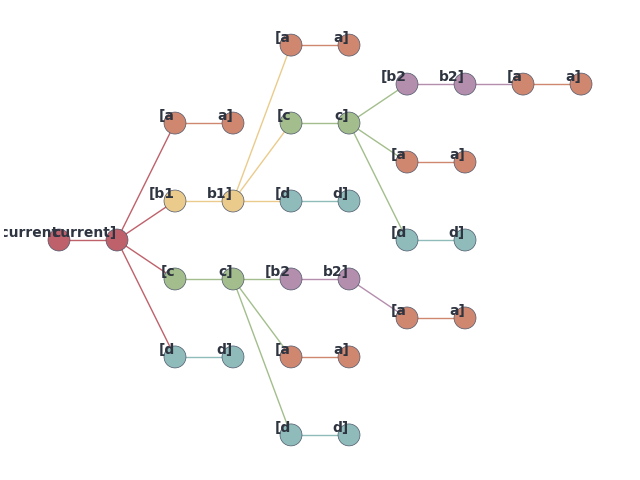 [a a]
[b2 b2] [a a]
[a a] [c c]
[a a]
[b1 b1] [d d]
[d d]
current current]
[c c] [b2 b2]
[a a]
[d d] [a a]
[d d]